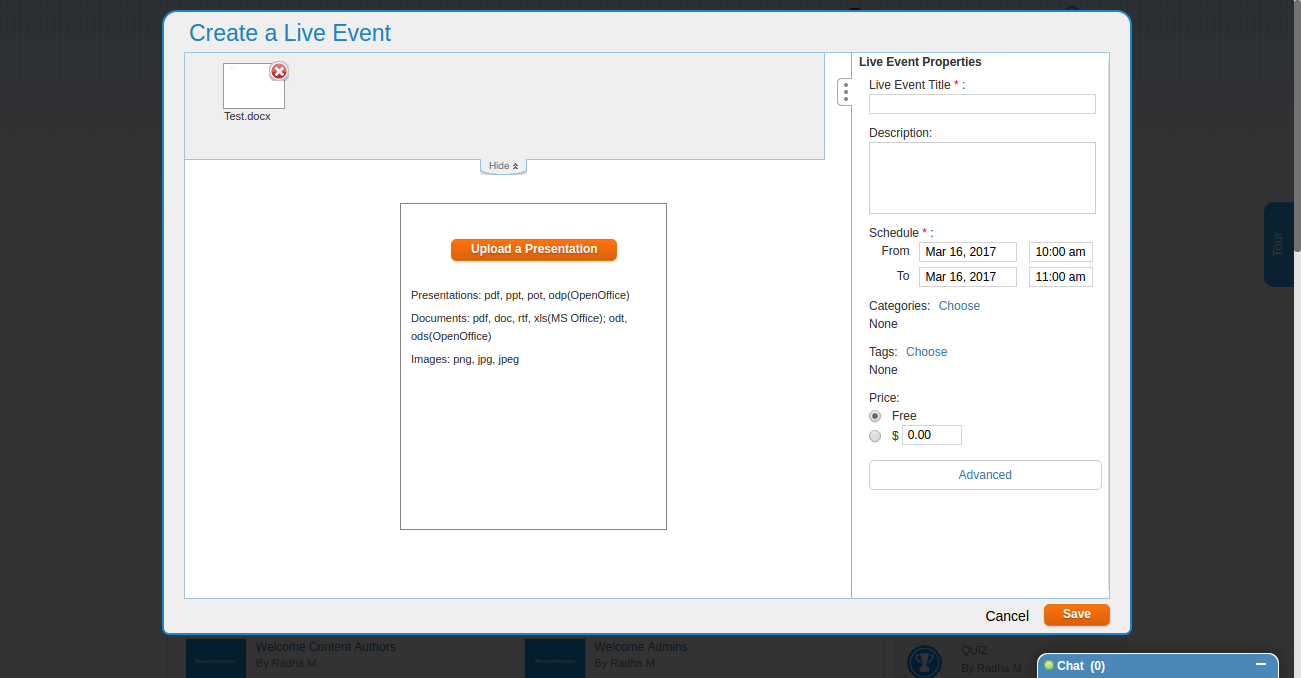 Create a Live Event
Test.docx
Hide
Upload a Presentation
Presentations: pdf, ppt, pot, odp(OpenOffice)
Documents: pdf, doc, rtf, xls(MS Office); odt,
ods(OpenOffice)
Images: png, jpg, jpeg
Live Event Properties
Live Event Title * :
Description:
Schedule * :
From Mar 16, 2017 10:00 am
To Mar 16, 2017 11:00 am
Categories: Choose
None
Tags: Choose
None
Price:
Free
$ 0.00
Advanced
Cancel Save
Tour
Welcome Content Authors
By Radha M
Welcome Admins
By Radha M
QUIZ
By Radha M
Chat (0)